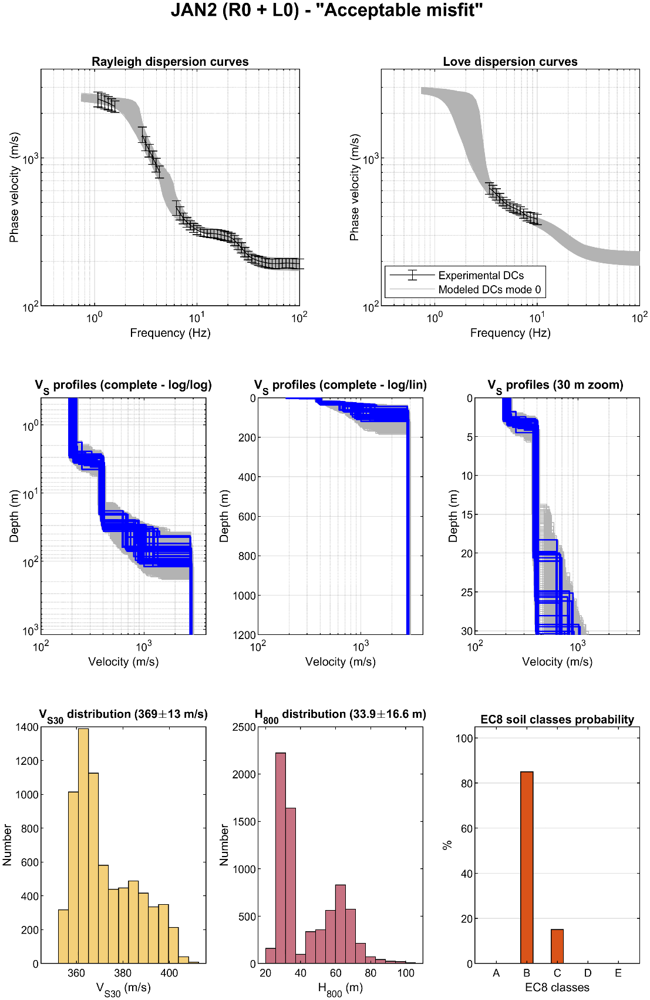 JAN2 (R0 + L0) - "Acceptable misfit"
Rayleigh dispersion curves
Phase velocity (m/s)
10^3
10^2
10^0 10^1 10^2
Frequency (Hz)
Love dispersion curves
Phase velocity (m/s)
10^3
10^2
Experimental DCs
Modeled DCs mode 0
10^0 10^1 10^2
Frequency (Hz)
V_S profiles (complete - log/log)
Depth (m)
10^0
10^1
10^2
10^3
10^2 10^3
Velocity (m/s)
V_S profiles (complete - log/lin)
Depth (m)
0
200
400
600
800
1000
1200
10^2 10^3
Velocity (m/s)
V_S profiles (30 m zoom)
Depth (m)
0
5
10
15
20
25
30
10^2 10^3
Velocity (m/s)
V_S30 distribution (369±13 m/s)
Number
1400
1200
1000
800
600
400
200
0
360 380 400
V_S30 (m/s)
H_800 distribution (33.9±16.6 m)
Number
2500
2000
1500
1000
500
0
20 40 60 80 100
H_800 (m)
EC8 soil classes probability
%
100
80
60
40
20
0
A B C D E
EC8 classes